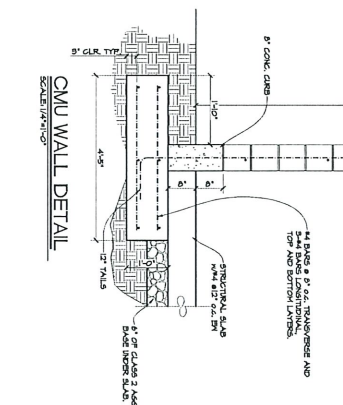 8" CONC. CURB
3" CLR. TYP.
1'-10"
8"
8"
4'-5"
1'-0"
12" TAILS
#4 BARS @ 8" O.C. TRANSVERSE AND
5-#4 BARS LONGITUDINAL,
TOP AND BOTTOM LAYERS.
STRUCTURAL SLAB
W/#4 @12" O.C. EW
6" OF CLASS 2 AGG
BASE UNDER SLAB.
CMU WALL DETAIL
SCALE: 1/4"=1'-0"